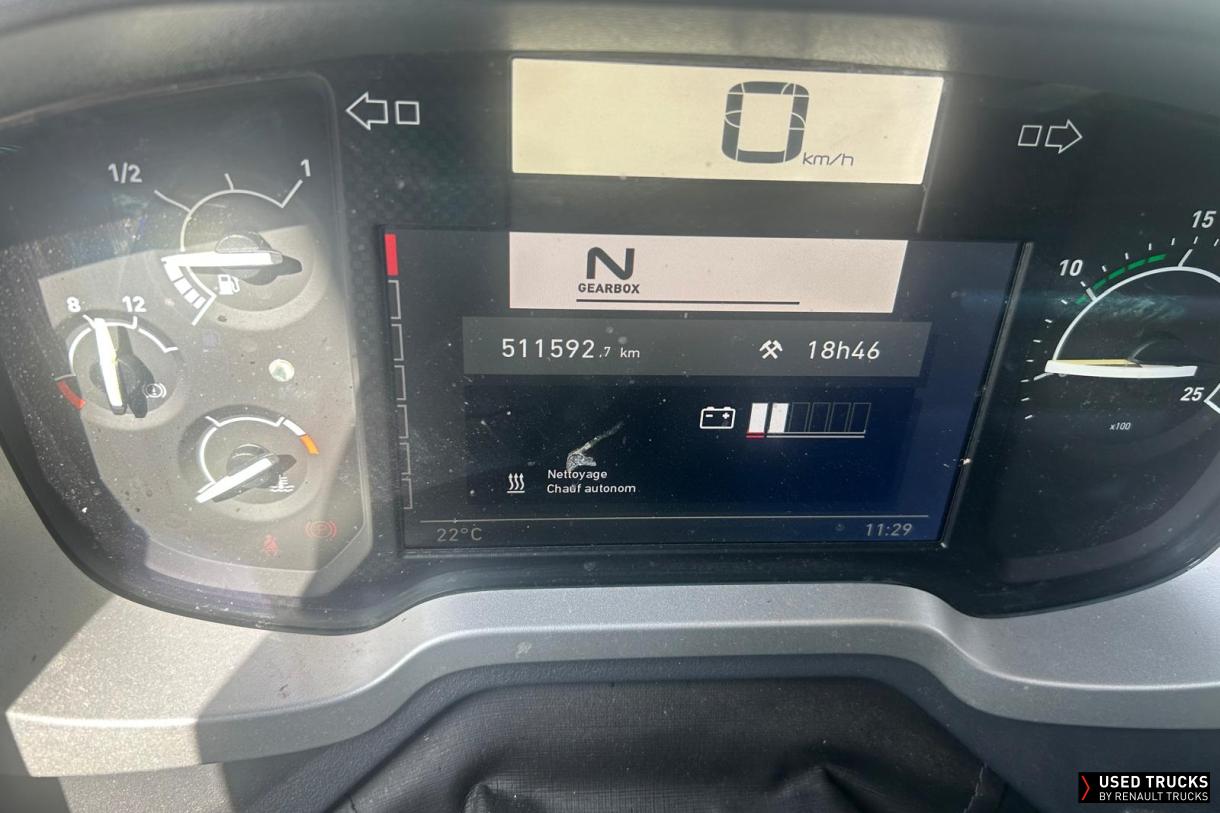 1/2
1
0 km/h
15
10
N
GEARBOX
8
12
511592.7 km
18h46
25
x100
Nettoyage
Chauf autonom
22°C
11:29
USED TRUCKS
BY RENAULT TRUCKS